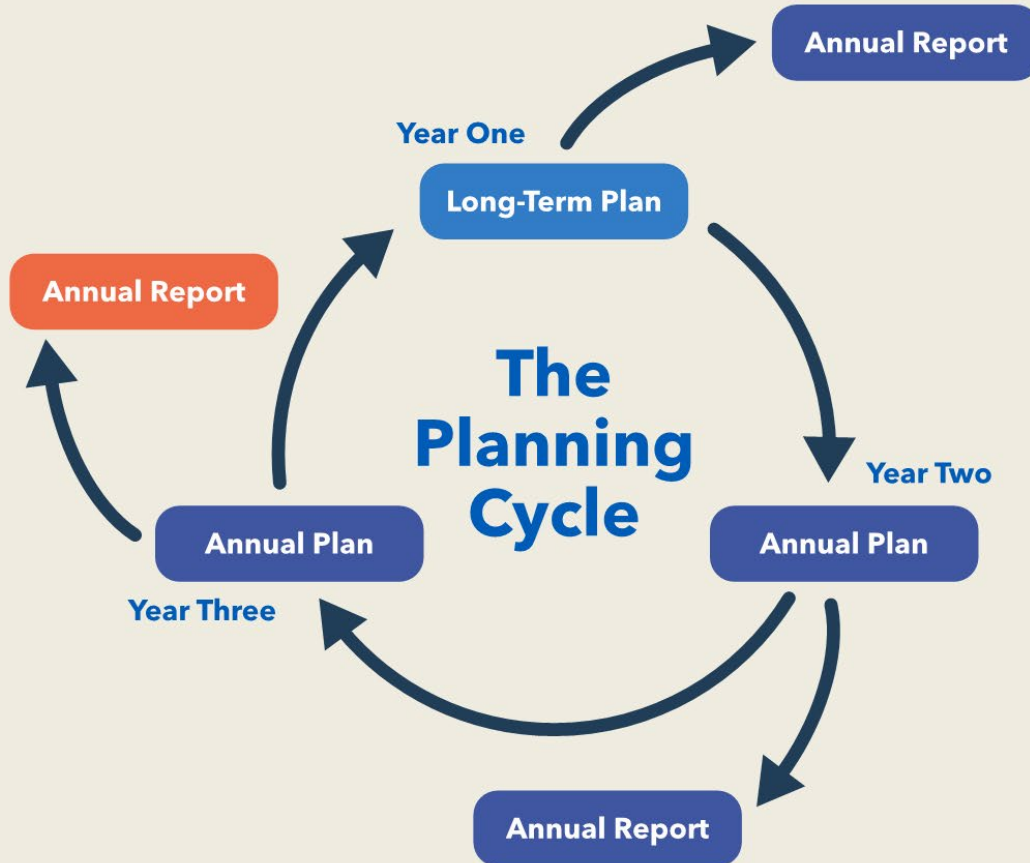 Annual Report
Year One
Long-Term Plan
Annual Report
The
Planning
Cycle
Year Two
Annual Plan
Annual Plan
Year Three
Annual Report